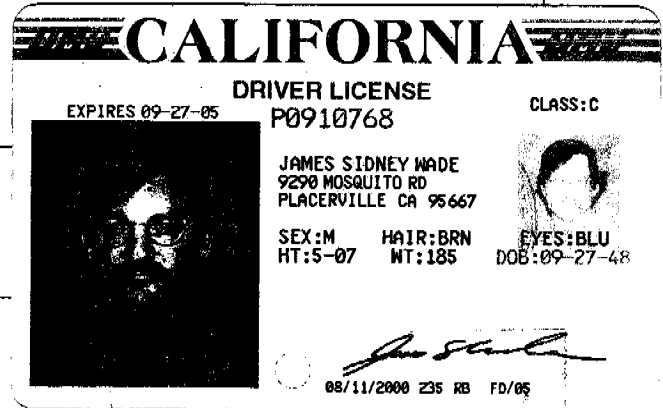 CALIFORNIA
DRIVER LICENSE
EXPIRES 09-27-05
P0910768
CLASS:C
JAMES SIDNEY WADE
9290 MOSQUITO RD
PLACERVILLE CA 95667
SEX:M HAIR:BRN EYES:BLU
HT:5-07 WT:185 DOB:09-27-48
08/11/2000 235 RB FD/05